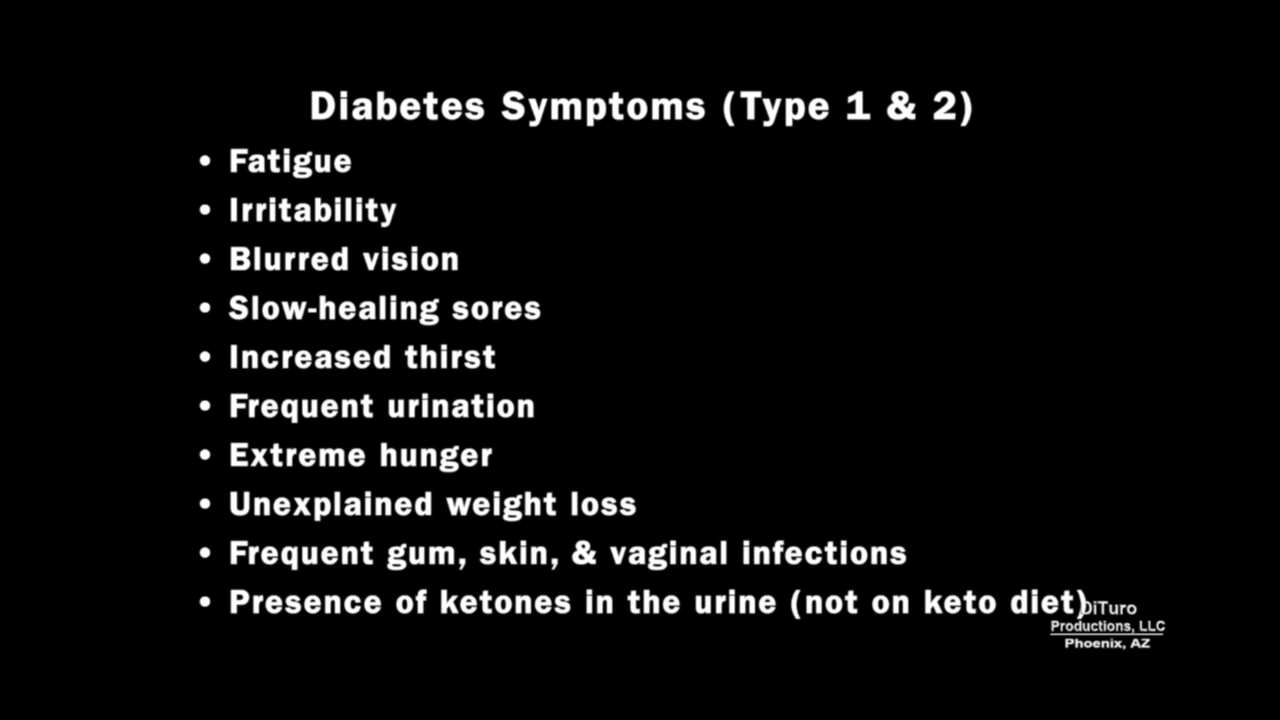 Diabetes Symptoms (Type 1 & 2)
• Fatigue
• Irritability
• Blurred vision
• Slow-healing sores
• Increased thirst
• Frequent urination
• Extreme hunger
• Unexplained weight loss
• Frequent gum, skin, & vaginal infections
• Presence of ketones in the urine (not on keto diet)
DiTuro
Productions, LLC
Phoenix, AZ